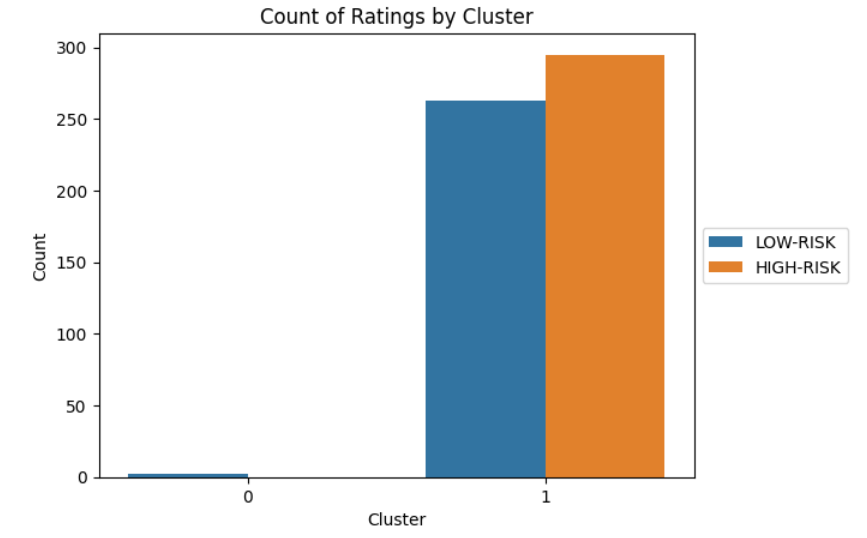 Count of Ratings by Cluster
300
250
200
150
100
50
0
Count
0
1
Cluster
LOW-RISK
HIGH-RISK